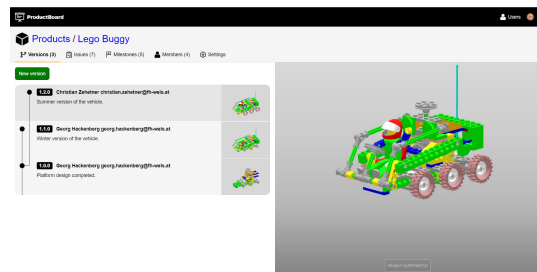 ProductBoard
Users
Products / Lego Buggy
Versions (3)
Issues (7)
Milestones (5)
Members (4)
Settings
New version
1.2.0 Christian Zehetner christian.zehetner@fh-wels.at
Summer version of the vehicle.
1.1.0 Georg Hackenberg georg.hackenberg@fh-wels.at
Winter version of the vehicle.
1.0.0 Georg Hackenberg georg.hackenberg@fh-wels.at
Platform design completed.
VR NOT SUPPORTED